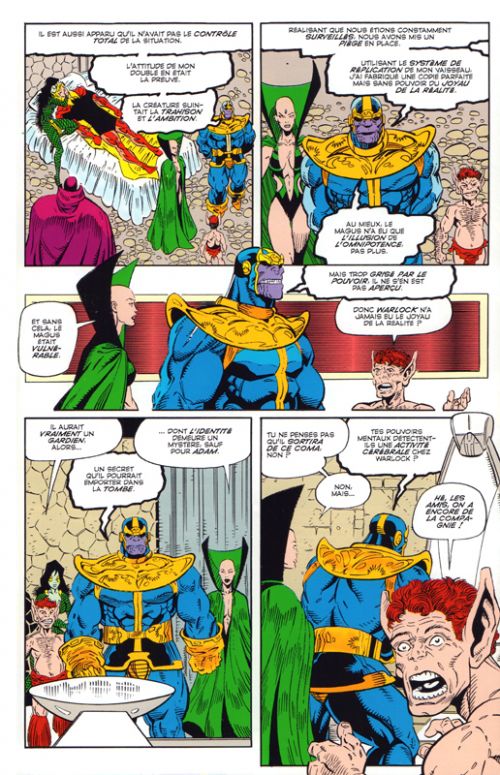 IL EST AUSSI APPARU QU'IL N'AVAIT PAS LE CONTRÔLE
TOTAL DE LA SITUATION.
L'ATTITUDE DE MON
DOUBLE EN ÉTAIT
LA PREUVE.
LA CRÉATURE SUIN-
TAIT LA TRAHISON
ET L'AMBITION.
RÉALISANT QUE NOUS ÉTIONS CONSTAMMENT
SURVEILLÉS, NOUS AVONS MIS UN
PIÈGE EN PLACE.
UTILISANT LE SYSTÈME DE
RÉPLICATION DE MON VAISSEAU,
J'AI FABRIQUÉ UNE COPIE PARFAITE
MAIS SANS POUVOIR DU JOYAU
DE LA RÉALITÉ.
AU MIEUX, LE
MAGUS N'A EU QUE
L'ILLUSION DE
L'OMNIPOTENCE,
PAS PLUS.
MAIS TROP GRISÉ PAR LE
POUVOIR, IL NE S'EN EST
PAS APERÇU.
ET SANS
CELA, LE
MAGUS
ÉTAIT
VULNÉ-
RABLE.
DONC WARLOCK N'A
JAMAIS EU LE JOYAU
DE LA RÉALITÉ ?
IL AURAIT
VRAIMENT UN
GARDIEN,
ALORS...
... DONT L'IDENTITÉ
DEMEURE UN
MYSTÈRE, SAUF
POUR ADAM.
UN SECRET
QU'IL POURRAIT
EMPORTER DANS
LA TOMBE.
TU NE PENSES PAS
QU'IL SORTIRA
DE CE COMA,
NON ?
TES POUVOIRS
MENTAUX DÉTECTENT-
ILS UNE ACTIVITÉ
CÉRÉBRALE CHEZ
WARLOCK ?
NON,
MAIS...
HÉ, LES
AMIS, ON A
ENCORE DE
LA COMPA-
GNIE !